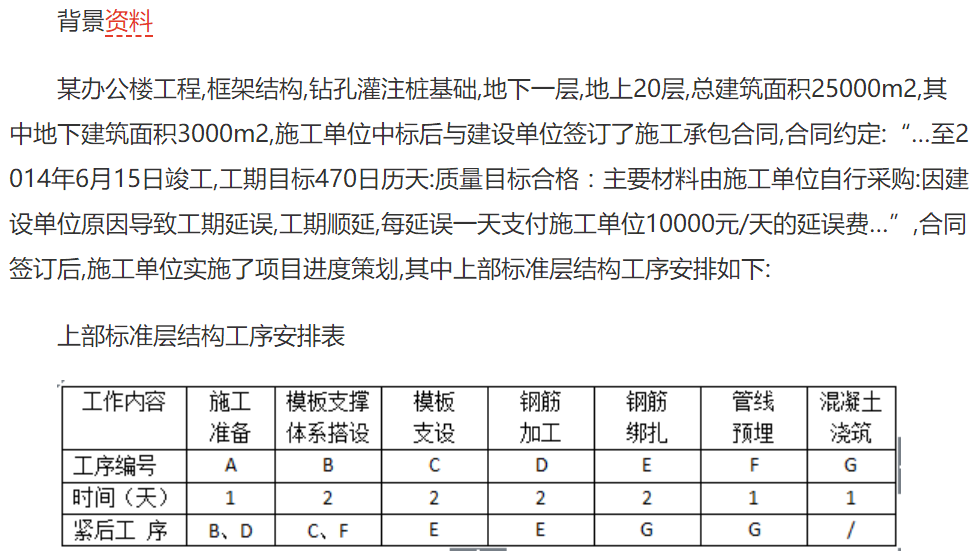 背景资料
某办公楼工程,框架结构,钻孔灌注桩基础,地下一层,地上20层,总建筑面积25000m2,其
中地下建筑面积3000m2,施工单位中标后与建设单位签订了施工承包合同,合同约定:“...至2
014年6月15日竣工,工期目标470日历天:质量目标合格：主要材料由施工单位自行采购:因建
设单位原因导致工期延误,工期顺延,每延误一天支付施工单位10000元/天的延误费...”,合同
签订后,施工单位实施了项目进度策划,其中上部标准层结构工序安排如下:
上部标准层结构工序安排表
工作内容 施工准备 模板支撑体系搭设 模板支设 钢筋加工 钢筋绑扎 管线预埋 混凝土浇筑
工序编号 A B C D E F G
时间（天） 1 2 2 2 2 1 1
紧后工 序 B、D C、F E E G G /